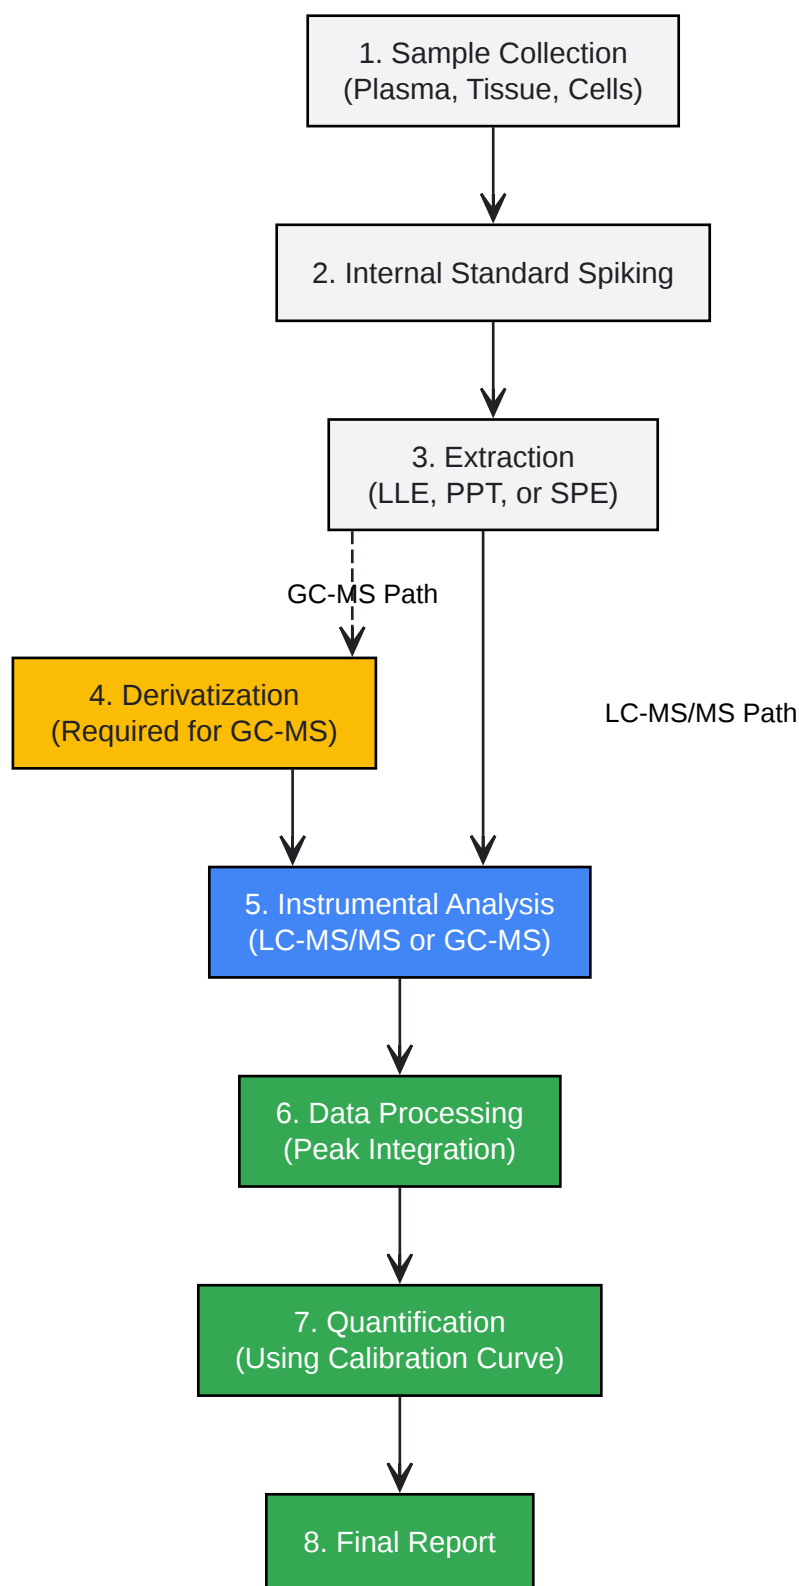 1. Sample Collection
(Plasma, Tissue, Cells)
2. Internal Standard Spiking
3. Extraction
(LLE, PPT, or SPE)
GC-MS Path
4. Derivatization
(Required for GC-MS)
LC-MS/MS Path
5. Instrumental Analysis
(LC-MS/MS or GC-MS)
6. Data Processing
(Peak Integration)
7. Quantification
(Using Calibration Curve)
8. Final Report